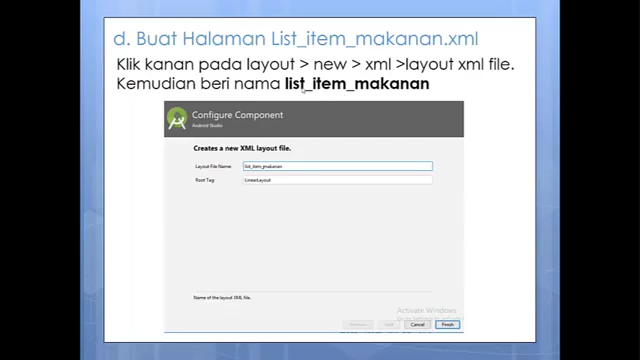 d. Buat Halaman List_item_makanan.xml
Klik kanan pada layout > new > xml >layout xml file.
Kemudian beri nama list_item_makanan
Configure Component
Android Studio
Creates a new XML layout file.
Layout File Name: list_item_makanan
Root Tag: LinearLayout
Name of the layout XML file.
Activate Windows
Cancel Finish